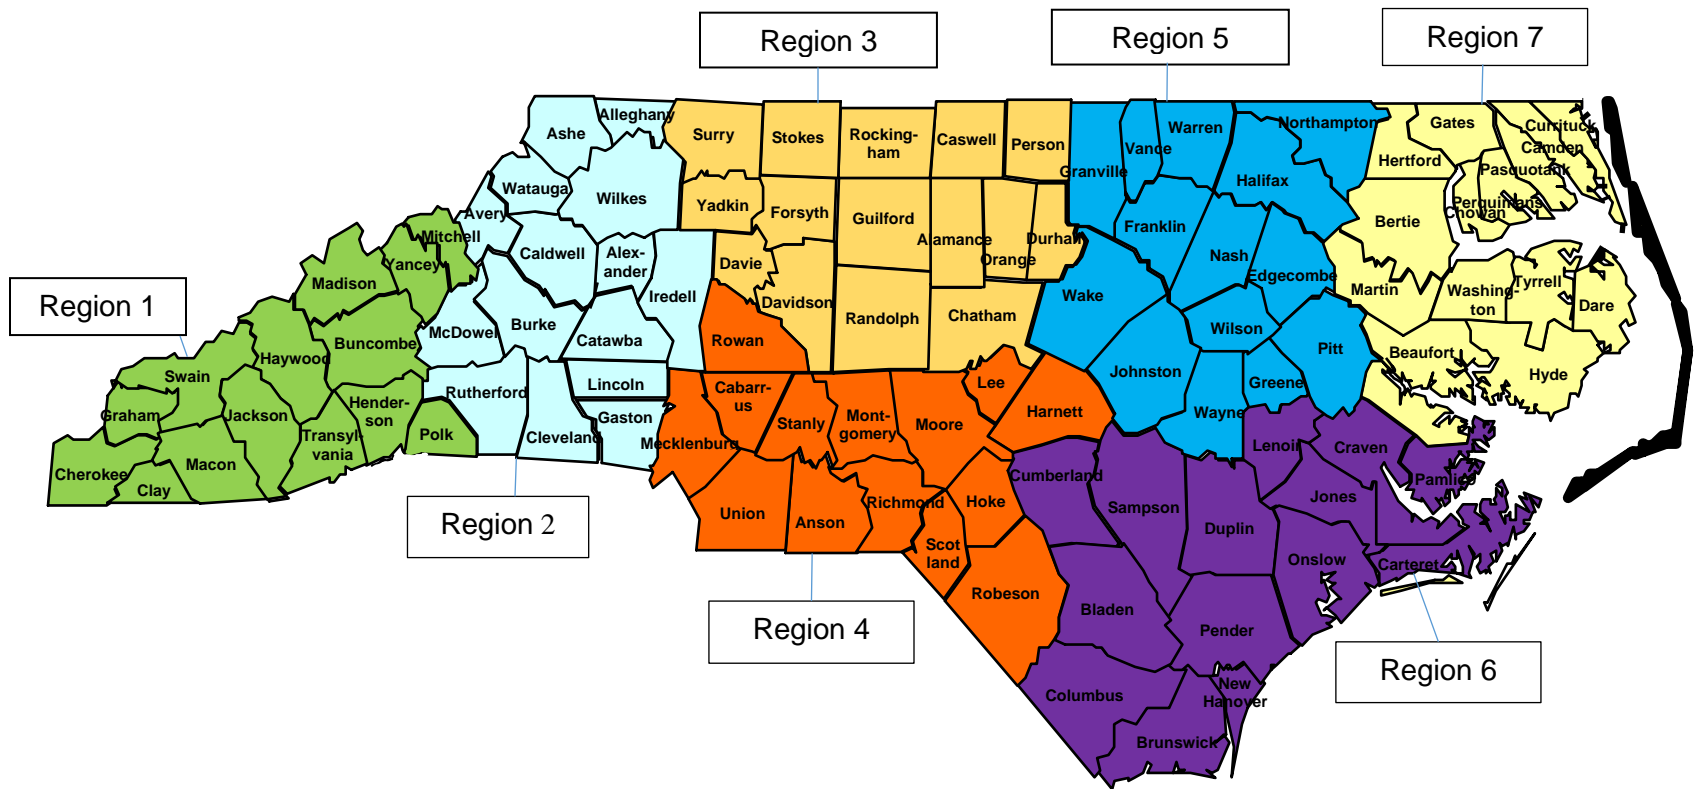 Region 3
Region 5
Region 7
Region 1
Region 2
Region 4
Region 6
Ashe
Alleghany
Surry
Stokes
Rocking-
ham
Caswell
Person
Granville
Vance
Warren
Northampton
Halifax
Hertford
Gates
Currituck
Camden
Pasquotank
Perquimans
Chowan
Bertie
Watauga
Wilkes
Yadkin
Forsyth
Guilford
Alamance
Orange
Durham
Franklin
Nash
Edgecombe
Martin
Washing-
ton
Tyrrell
Dare
Avery
Mitchell
Yancey
Madison
Caldwell
Alex-
ander
Iredell
Davie
Davidson
Randolph
Chatham
Wake
Wilson
Pitt
Beaufort
Hyde
McDowel
Burke
Catawba
Rowan
Buncombe
Haywood
Swain
Graham
Jackson
Hender-
son
Transyl-
vania
Polk
Rutherford
Cleveland
Lincoln
Gaston
Cherokee
Clay
Macon
Mecklenburg
Cabarr-
us
Stanly
Mont-
gomery
Moore
Lee
Harnett
Johnston
Wayne
Greene
Lenoir
Craven
Pamlico
Jones
Union
Anson
Richmond
Scot
land
Hoke
Cumberland
Sampson
Duplin
Onslow
Carteret
Robeson
Bladen
Pender
Columbus
New
Hanover
Brunswick